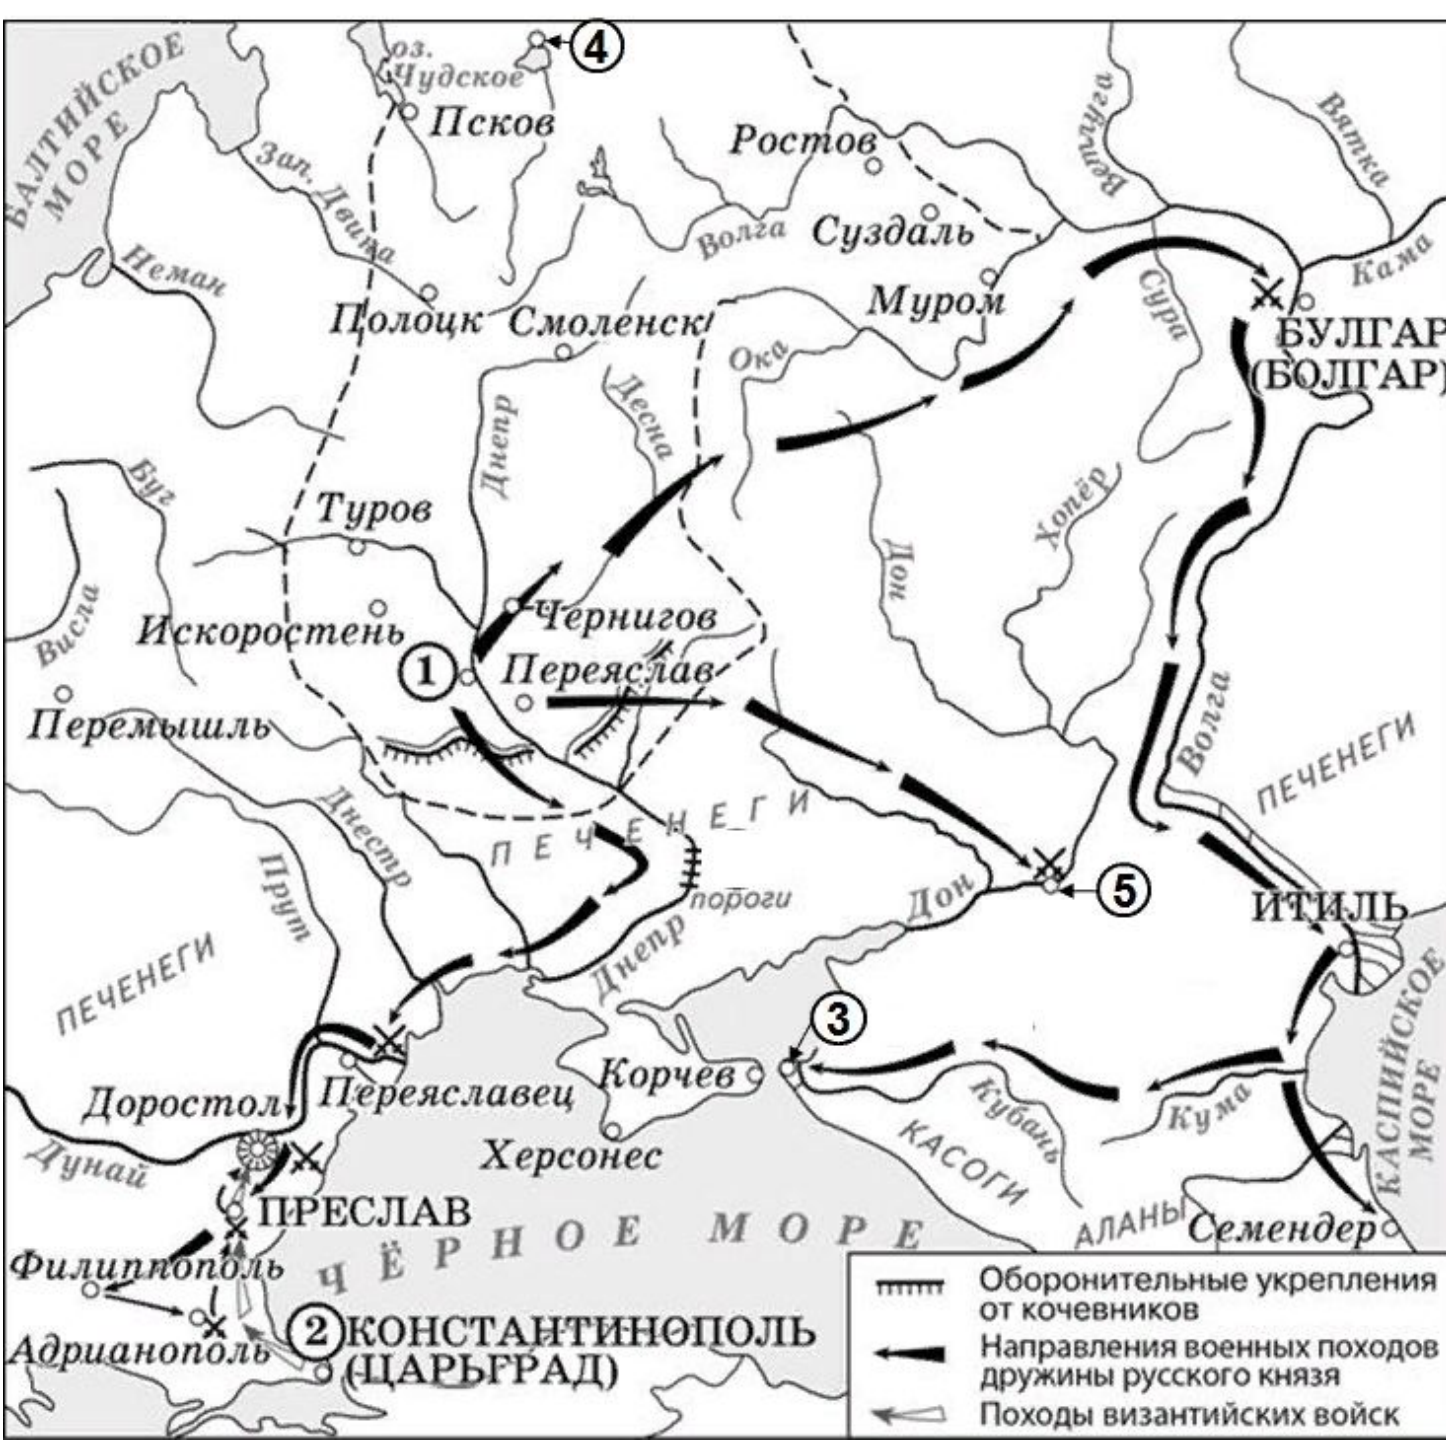 ④
оз.
Чудское
Псков
БАЛТИЙСКОЕ
МОРЕ
Зап. Двина
Ростов
Ветлуга
Вятка
Волга
Суздаль
Неман
Полоцк
Смоленск
Муром
Кама
Сура
БУЛГАР
(БОЛГАР)
Ока
Десна
Днепр
Буг
Туров
Хопёр
Дон
Висла
Искоростень
Чернигов
①
Переяслав
Перемышль
Волга
ПЕЧЕНЕГИ
ПЕЧЕНЕГИ
Днестр
Прут
пороги
Дон
⑤
ИТИЛЬ
ПЕЧЕНЕГИ
Днепр
КАСПИЙСКОЕ
МОРЕ
③
Корчев
Доростол
Переяславец
Кубань
Кума
Херсонес
КАСОГИ
Дунай
ПРЕСЛАВ
АЛАНЫ
Семендер
ЧЁРНОЕ МОРЕ
Филиппополь
②
КОНСТАНТИНОПОЛЬ
(ЦАРЬГРАД)
Адрианополь
Оборонительные укрепления
от кочевников
Направления военных походов
дружины русского князя
Походы византийских войск